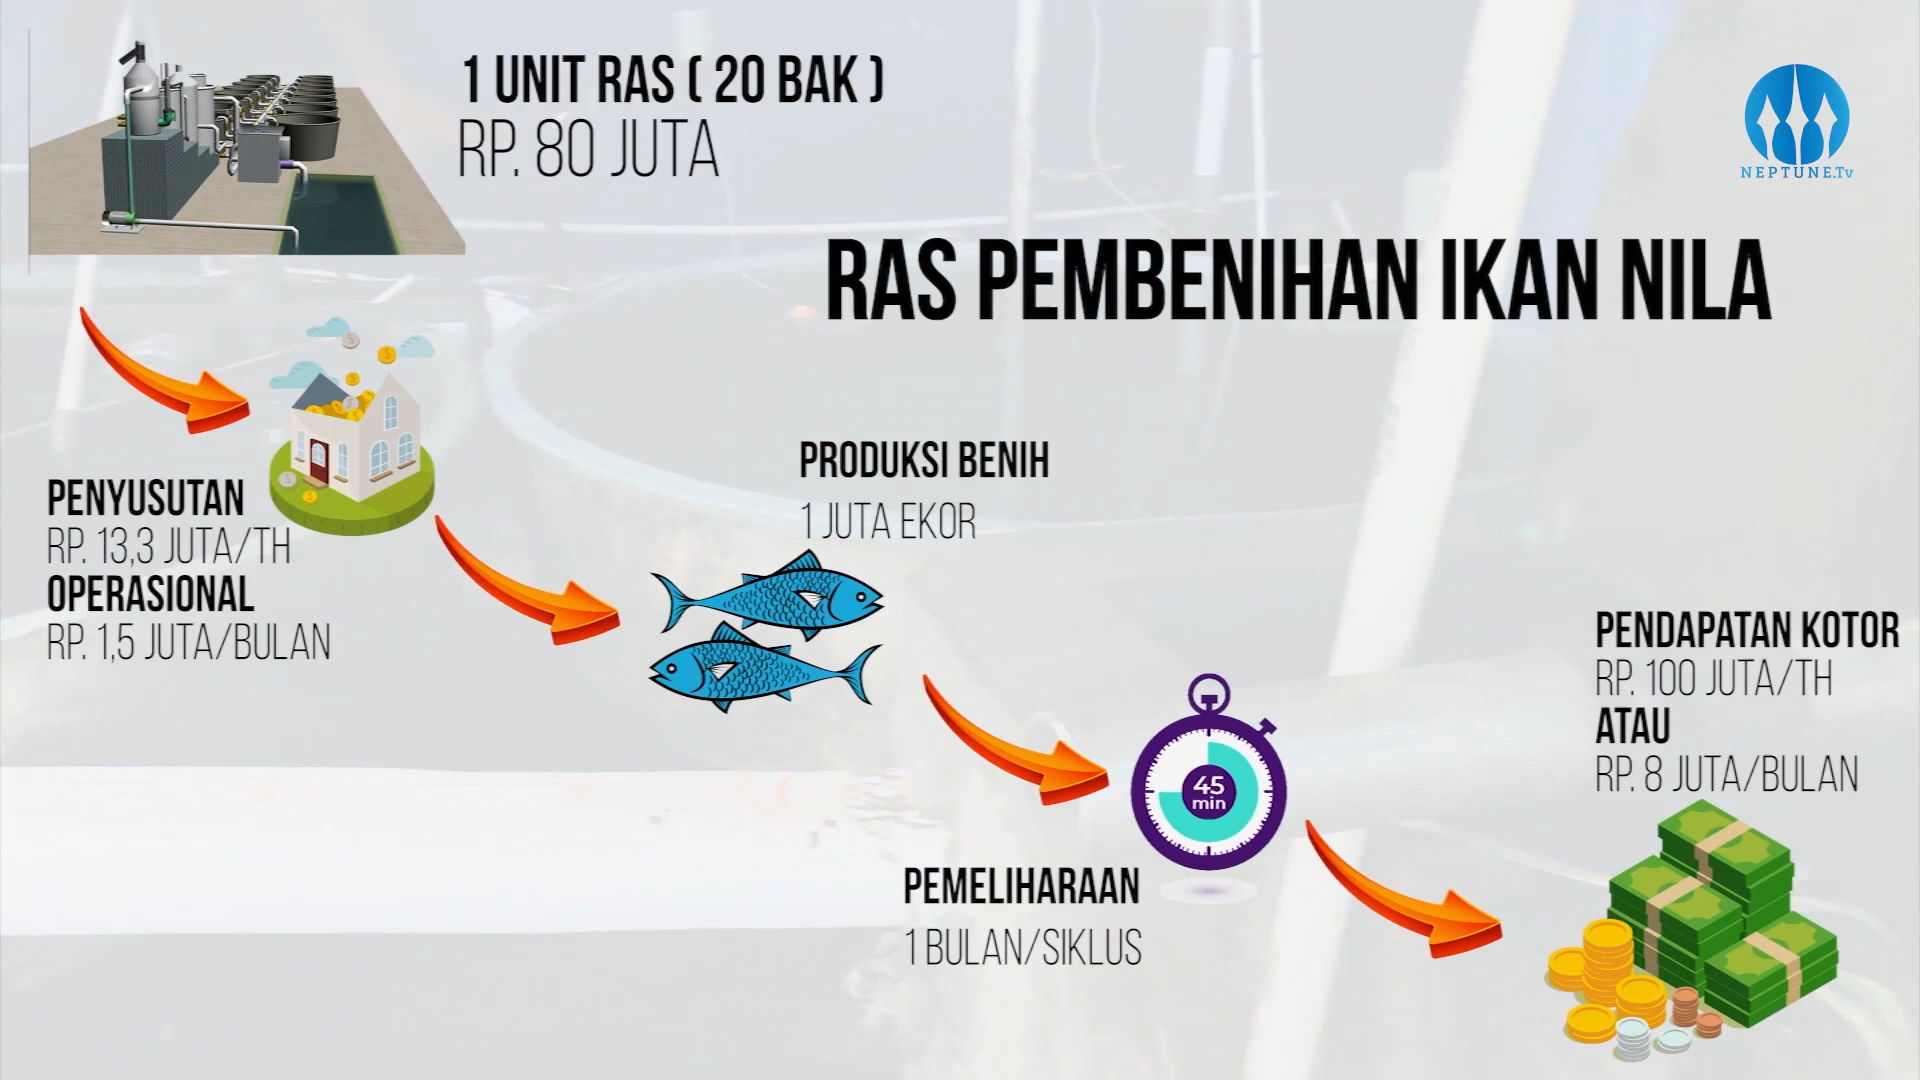 1 UNIT RAS ( 20 BAK )
RP. 80 JUTA
NEPTUNE.Tv
RAS PEMBENIHAN IKAN NILA
PENYUSUTAN
RP. 13,3 JUTA/TH
OPERASIONAL
RP. 1,5 JUTA/BULAN
PRODUKSI BENIH
1 JUTA EKOR
45
min
PEMELIHARAAN
1 BULAN/SIKLUS
PENDAPATAN KOTOR
RP. 100 JUTA/TH
ATAU
RP. 8 JUTA/BULAN